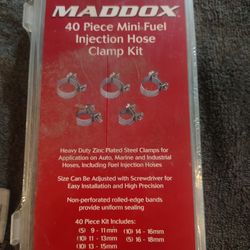 MADDOX®
40 Piece Mini Fuel
Injection Hose
Clamp Kit
Heavy Duty Zinc Plated Steel Clamps for
Application on Auto, Marine and Industrial
Hoses, Including Fuel Injection Hoses
Size Can Be Adjusted with Screwdriver for
Easy Installation and High Precision
Non-perforated rolled-edge bands
provide uniform sealing
40 Piece Kit Includes:
(5) 9 - 11mm (10) 14 - 16mm
(10) 11 - 13mm (5) 16 - 18mm
(10) 13 - 15mm